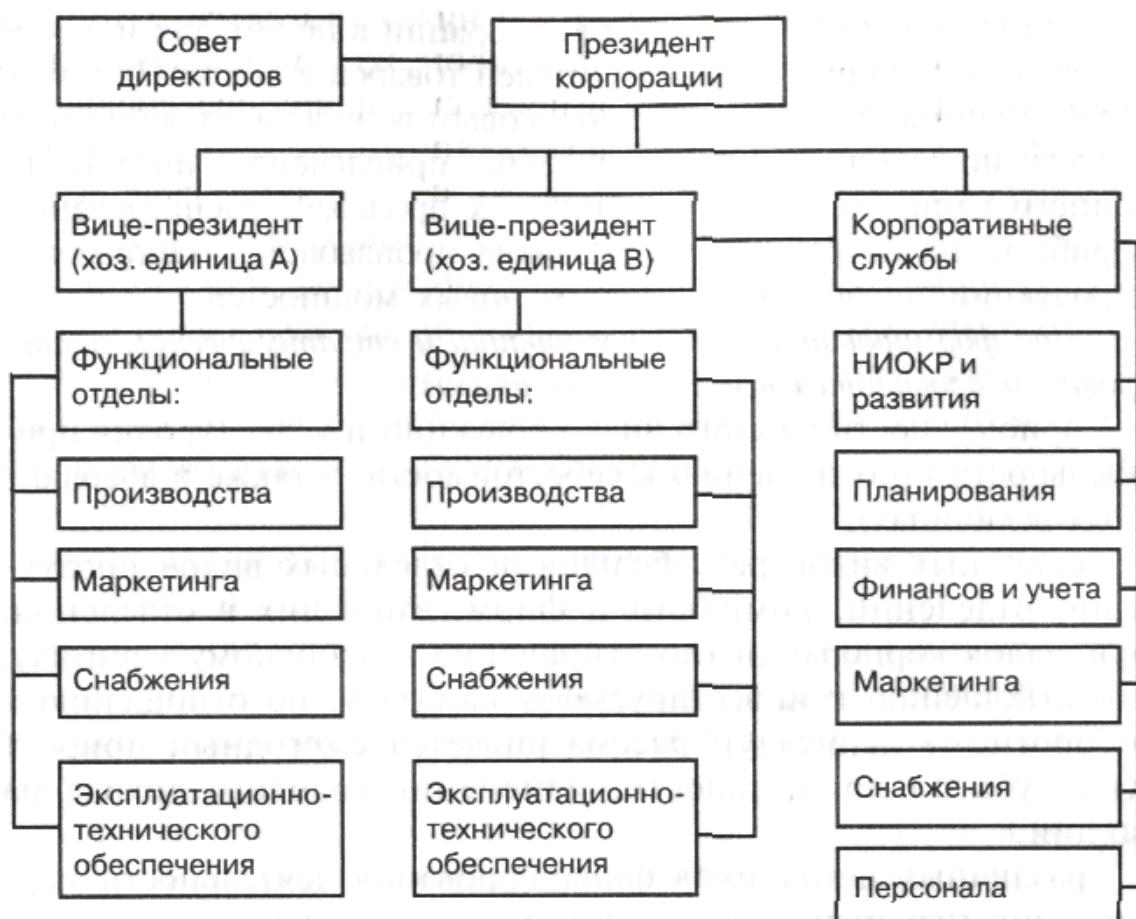 Совет
директоров
Президент
корпорации
Вице-президент
(хоз. единица А)
Вице-президент
(хоз. единица В)
Корпоративные
службы
Функциональные
отделы:
Производства
Маркетинга
Снабжения
Эксплуатационно-
технического
обеспечения
Функциональные
отделы:
Производства
Маркетинга
Снабжения
Эксплуатационно-
технического
обеспечения
НИОКР и
развития
Планирования
Финансов и учета
Маркетинга
Снабжения
Персонала